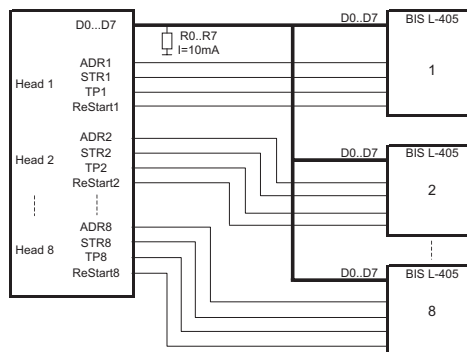 D0...D7
R0..R7
I=10mA
D0..D7
BIS L-405
1
Head 1
ADR1
STR1
TP1
ReStart1
Head 2
ADR2
STR2
TP2
ReStart2
D0..D7
BIS L-405
2
Head 8
ADR8
STR8
TP8
ReStart8
D0..D7
BIS L-405
8